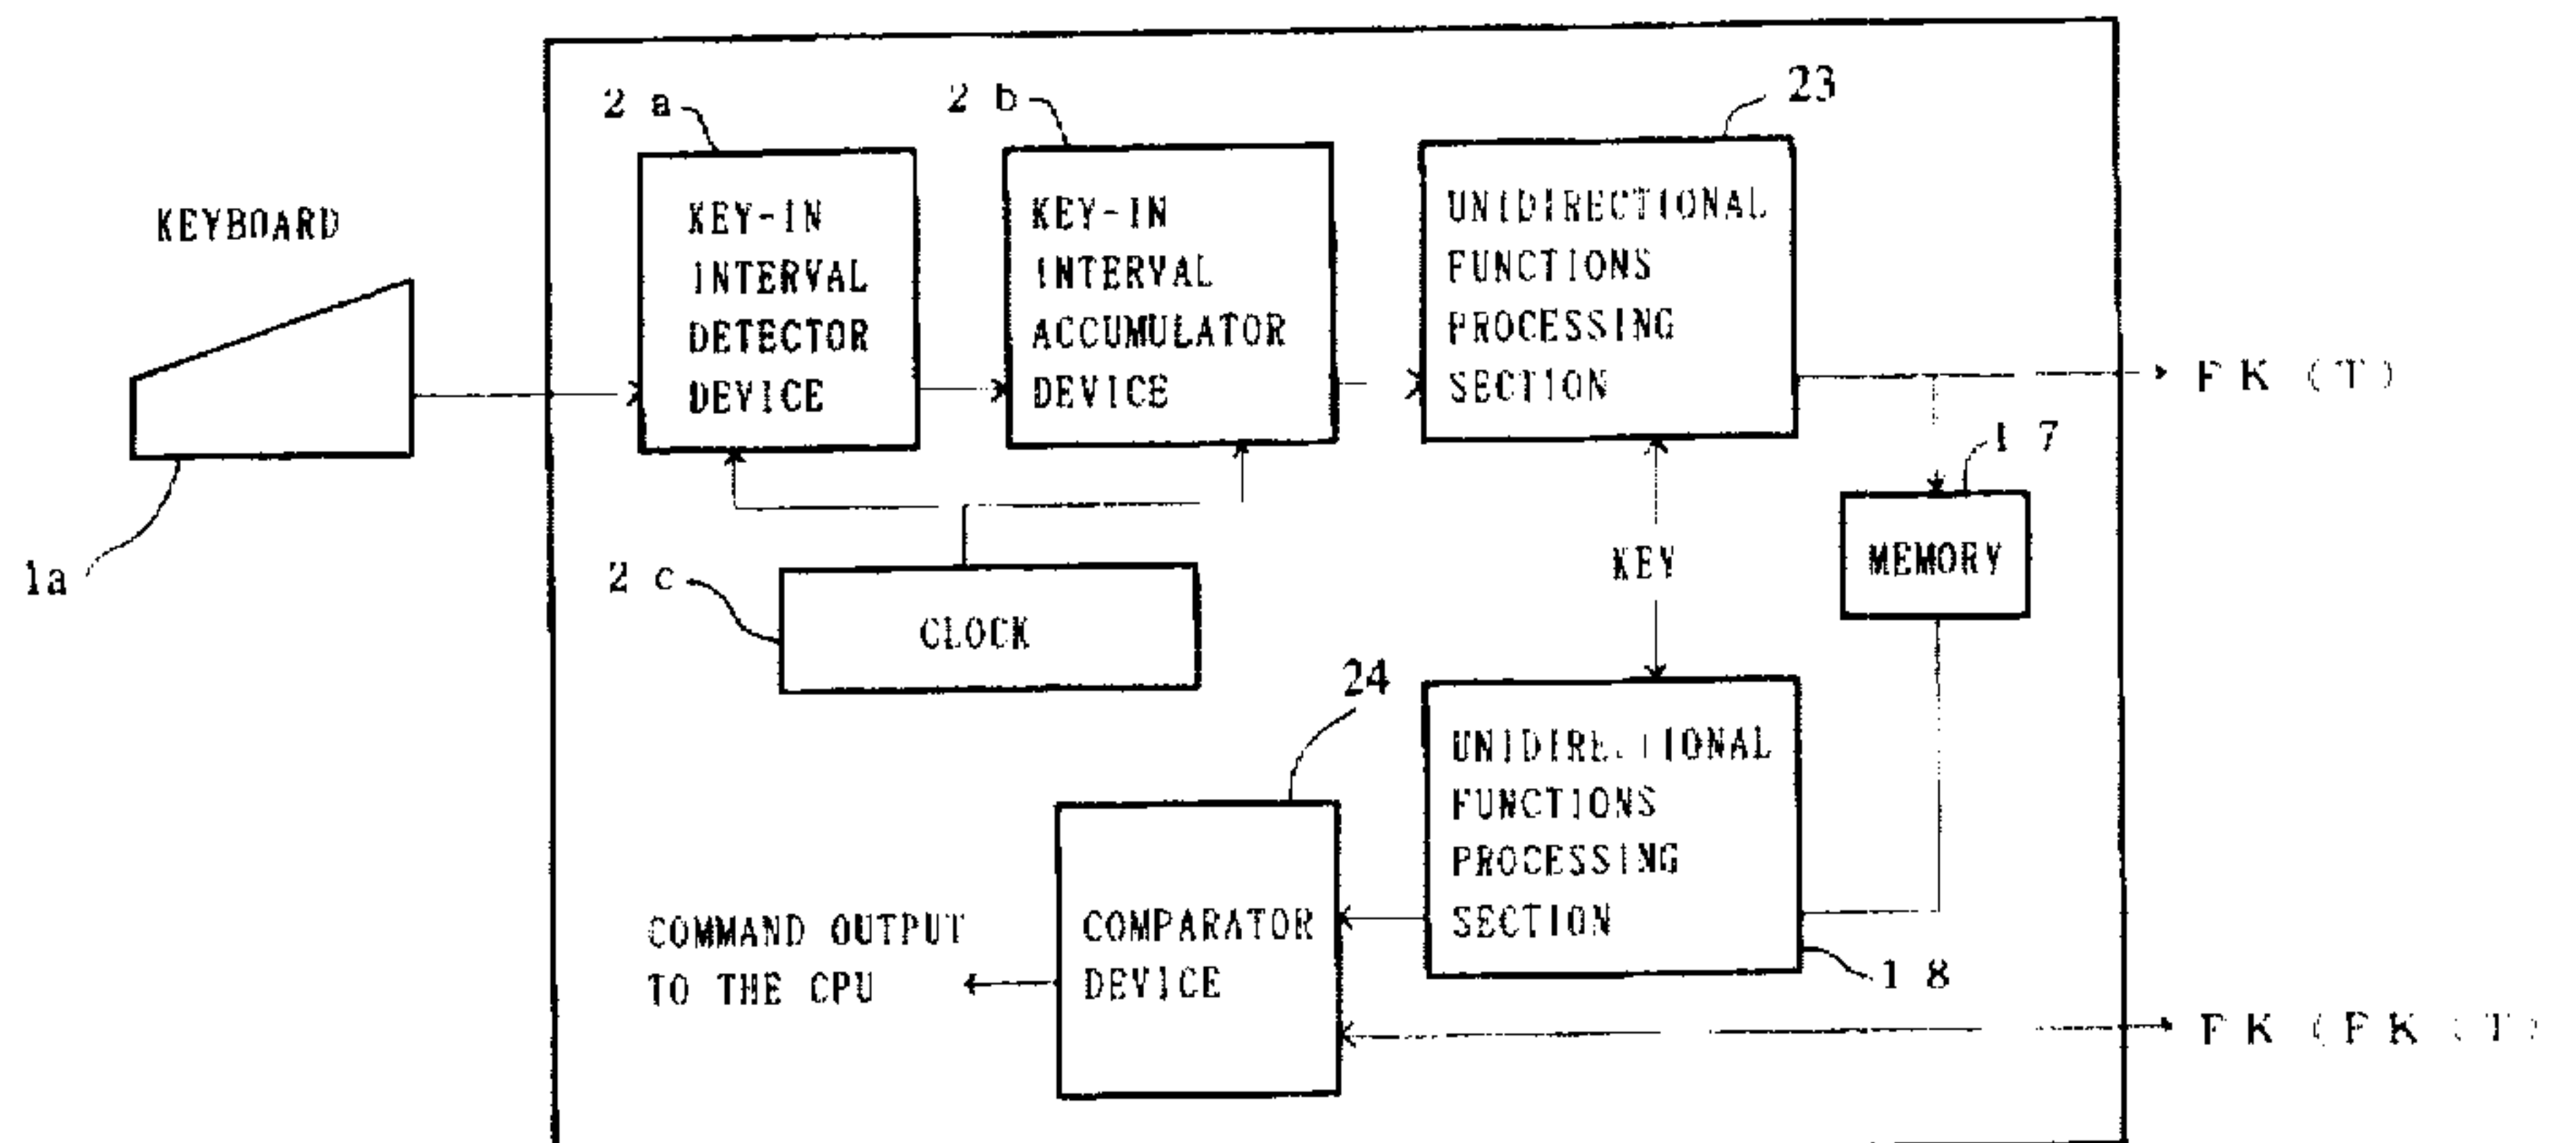 2 a
2 b
23
KEYBOARD
KEY-IN
INTERVAL
DETECTOR
DEVICE
KEY-IN
INTERVAL
ACCUMULATOR
DEVICE
UNIDIRECTIONAL
FUNCTIONS
PROCESSING
SECTION
F K ( T )
1 7
1a
2 c
CLOCK
KEY
MEMORY
24
UNIDIRECTIONAL
FUNCTIONS
PROCESSING
SECTION
1 8
COMPARATOR
DEVICE
COMMAND OUTPUT
TO THE CPU
F K ( F K ( T )